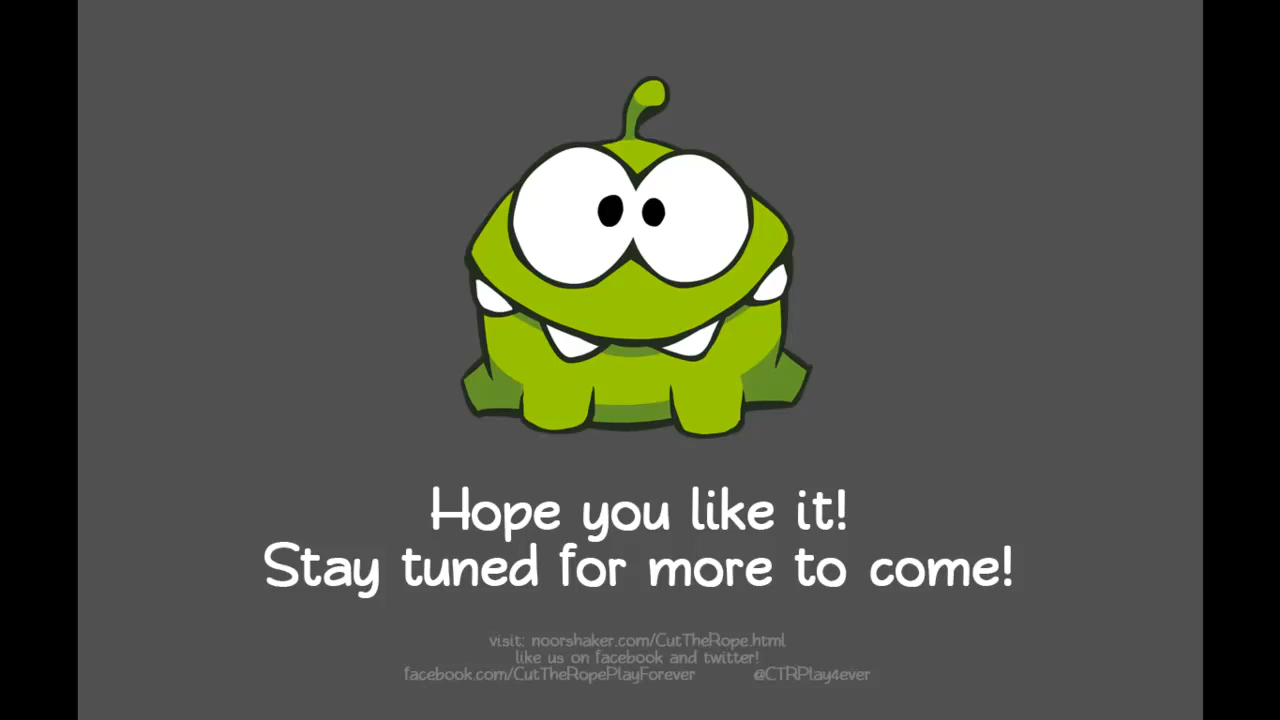 Hope you like it!
Stay tuned for more to come!
visit: noorshaker.com/CutTheRope.html
like us on facebook and twitter!
facebook.com/CutTheRopePlayForever @CTRPlay4ever